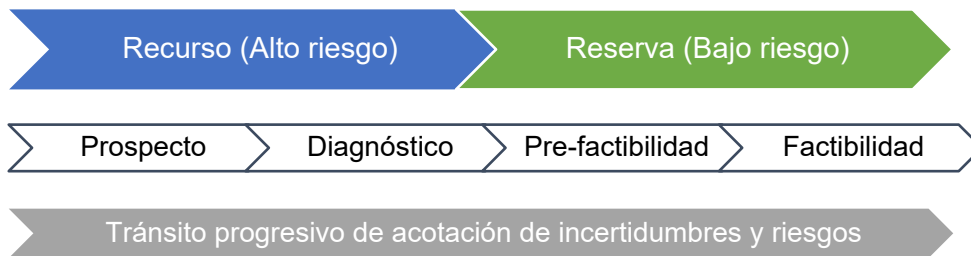 Recurso (Alto riesgo)
Reserva (Bajo riesgo)
Prospecto
Diagnóstico
Pre-factibilidad
Factibilidad
Tránsito progresivo de acotación de incertidumbres y riesgos